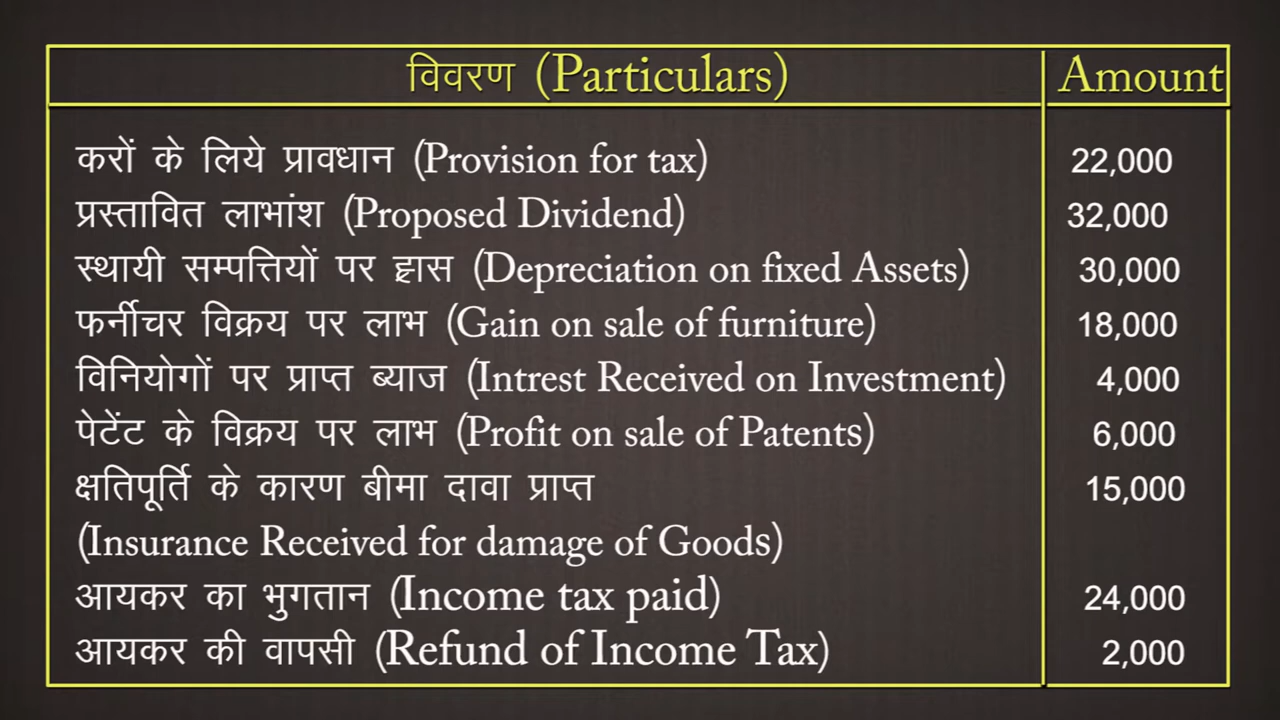 विवरण (Particulars) Amount
करों के लिये प्रावधान (Provision for tax) 22,000
प्रस्तावित लाभांश (Proposed Dividend) 32,000
स्थायी सम्पत्तियों पर ह्रास (Depreciation on fixed Assets) 30,000
फर्नीचर विक्रय पर लाभ (Gain on sale of furniture) 18,000
विनियोगों पर प्राप्त ब्याज (Intrest Received on Investment) 4,000
पेटेंट के विक्रय पर लाभ (Profit on sale of Patents) 6,000
क्षतिपूर्ति के कारण बीमा दावा प्राप्त 15,000
(Insurance Received for damage of Goods)
आयकर का भुगतान (Income tax paid) 24,000
आयकर की वापसी (Refund of Income Tax) 2,000